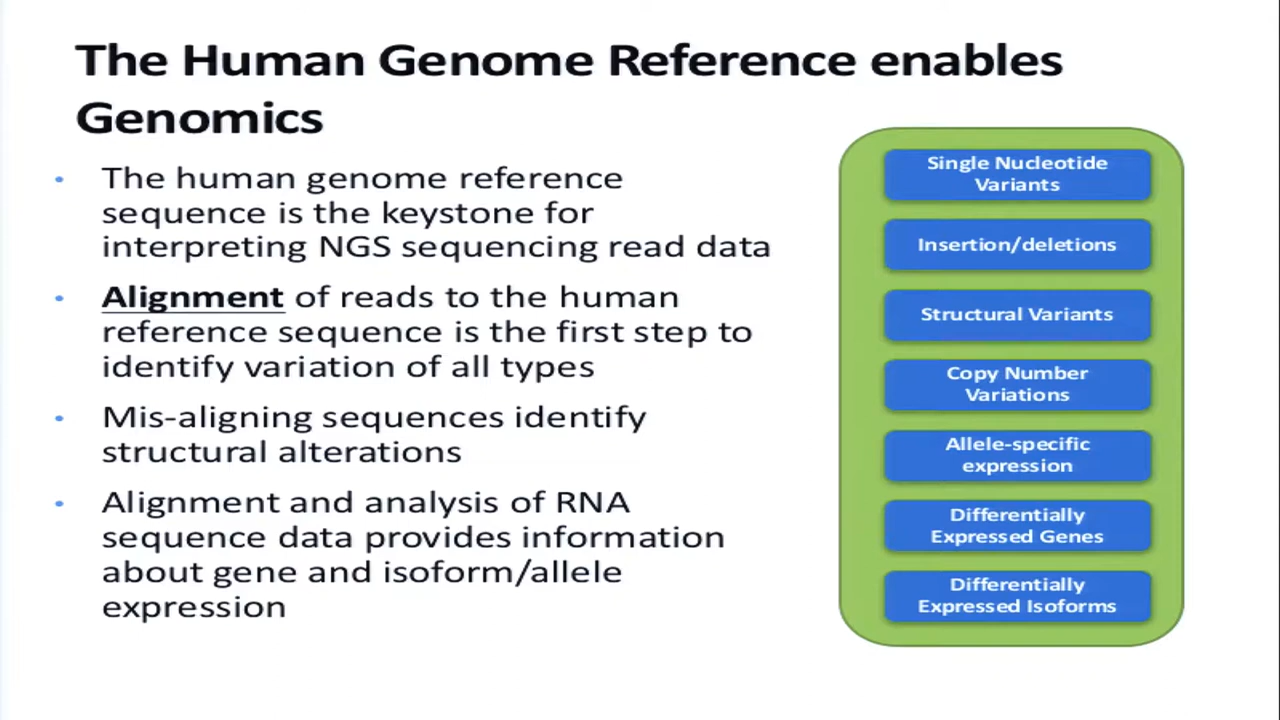 The Human Genome Reference enables
Genomics
• The human genome reference
sequence is the keystone for
interpreting NGS sequencing read data
• Alignment of reads to the human
reference sequence is the first step to
identify variation of all types
• Mis-aligning sequences identify
structural alterations
• Alignment and analysis of RNA
sequence data provides information
about gene and isoform/allele
expression
Single Nucleotide
Variants
Insertion/deletions
Structural Variants
Copy Number
Variations
Allele-specific
expression
Differentially
Expressed Genes
Differentially
Expressed Isoforms